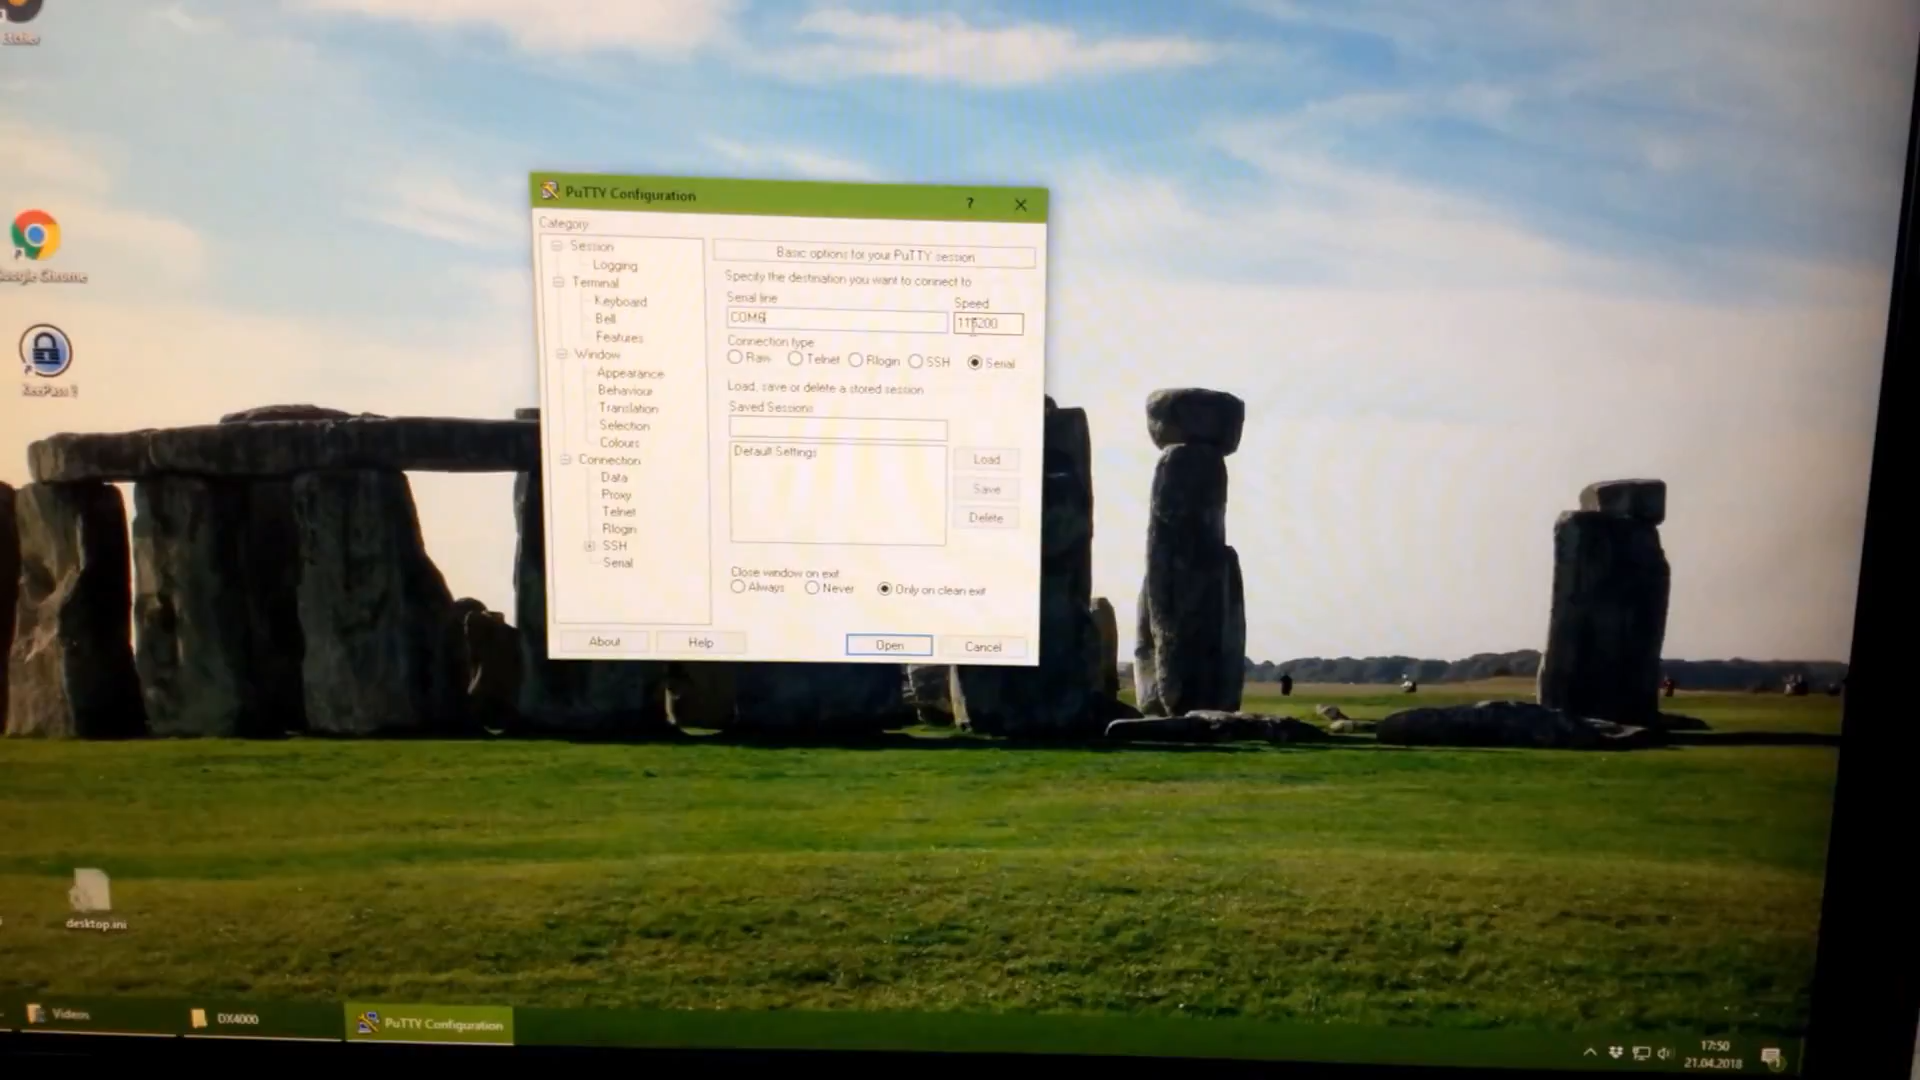 PuTTY Configuration
?
Category
Session
Logging
Terminal
Keyboard
Bell
Features
Window
Appearance
Behaviour
Translation
Selection
Colours
Connection
Data
Proxy
Telnet
Rlogin
SSH
Serial
Basic options for your PuTTY session
Specify the destination you want to connect to
Serial line
Speed
COM6
115200
Connection type
Raw Telnet Rlogin SSH Serial
Load, save or delete a stored session
Saved Sessions
Default Settings
Load
Save
Delete
Close window on exit
Always Never Only on clean exit
About Help Open Cancel
Google Chrome
desktop.ini
Videos
DX4000
PuTTY Configuration
17:50
21.04.2018